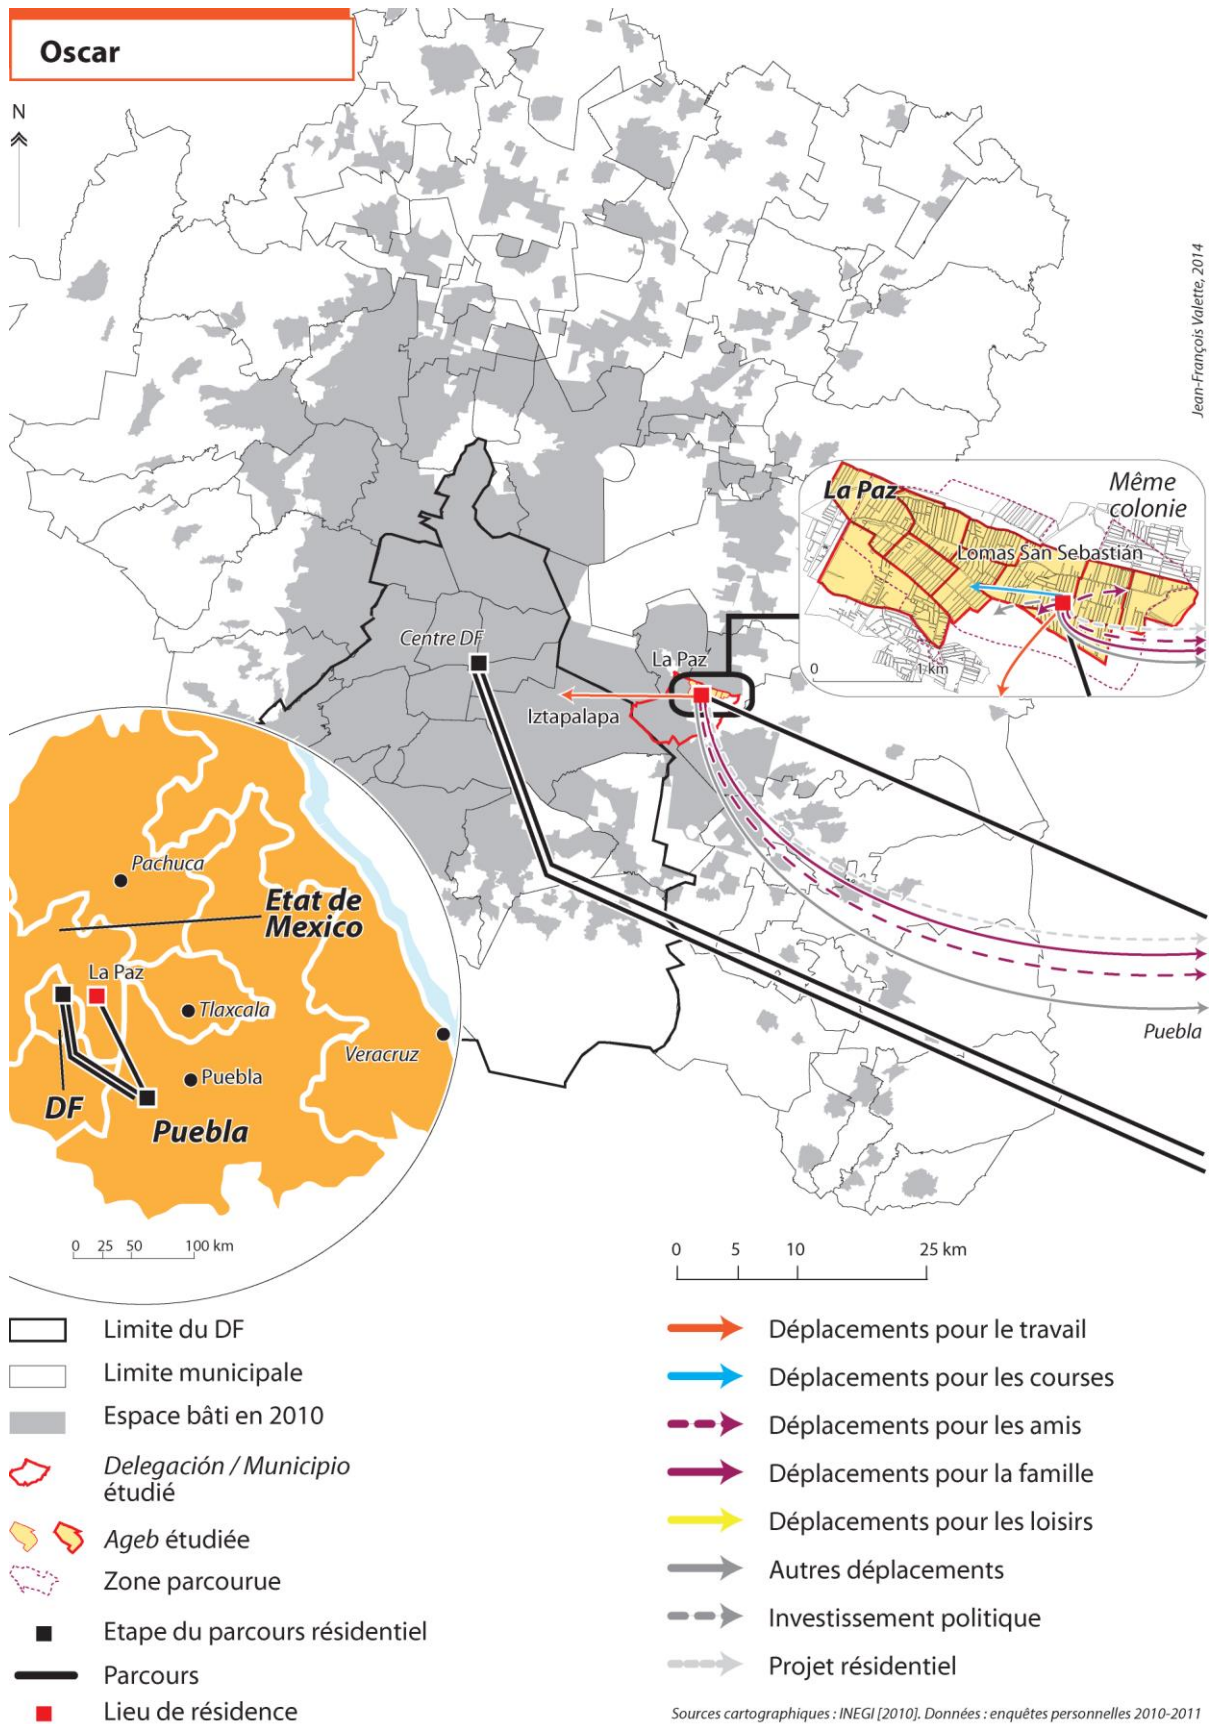 Oscar
N
Jean-François Valette, 2014
La Paz
Même
colonie
Lomas San Sebastián
0
1 km
Centre DF
La Paz
Iztapalapa
Pachuca
Etat de
Mexico
La Paz
Tlaxcala
Veracruz
Puebla
DF
Puebla
Puebla
0 25 50 100 km
0 5 10 25 km
Limite du DF
Limite municipale
Espace bâti en 2010
Delegación / Municipio
étudié
Ageb étudiée
Zone parcourue
Etape du parcours résidentiel
Parcours
Lieu de résidence
Déplacements pour le travail
Déplacements pour les courses
Déplacements pour les amis
Déplacements pour la famille
Déplacements pour les loisirs
Autres déplacements
Investissement politique
Projet résidentiel
Sources cartographiques : INEGI [2010]. Données : enquêtes personnelles 2010-2011